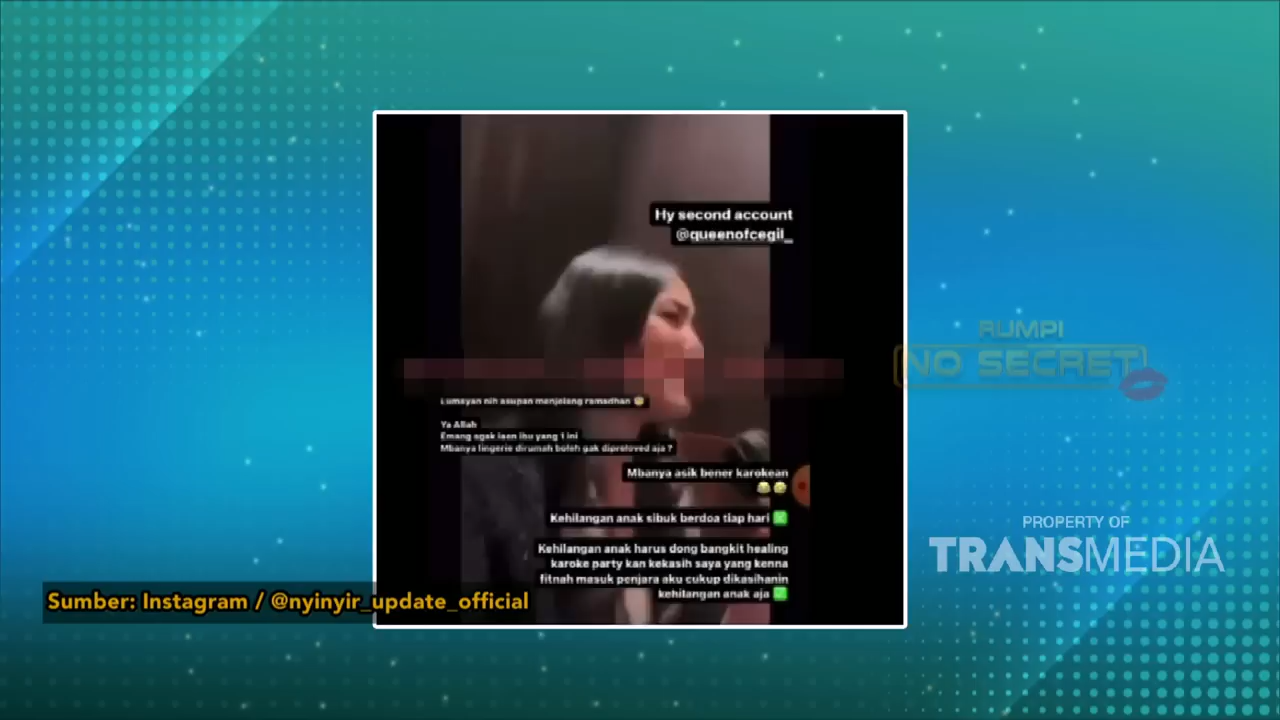 Hy second account
@queenofcegil_
RUMPI
NO SECRET
Lumayan nih asupan menjelang ramadhan
Ya Allah
Emang agak laen ibu yang 1 ini
Mbanya lingerie dirumah boleh gak dipreloved aja ?
Mbanya asik bener karokean
Kehilangan anak sibuk berdoa tiap hari
Kehilangan anak harus dong bangkit healing
karoke party kan kekasih saya yang kenna
fitnah masuk penjara aku cukup dikasihanin
kehilangan anak aja
PROPERTY OF
TRANSMEDIA
Sumber: Instagram / @nyinyir_update_official